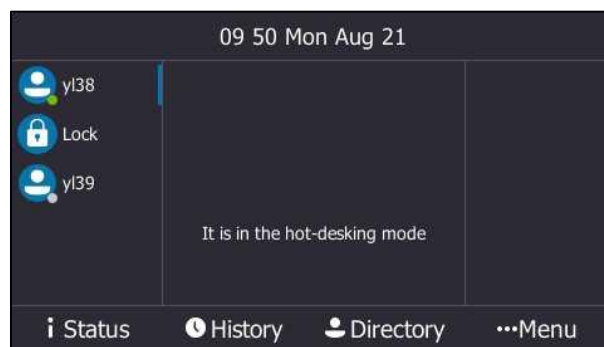 09 50 Mon Aug 21
yl38
Lock
yl39
It is in the hot-desking mode
i Status
History
Directory
Menu